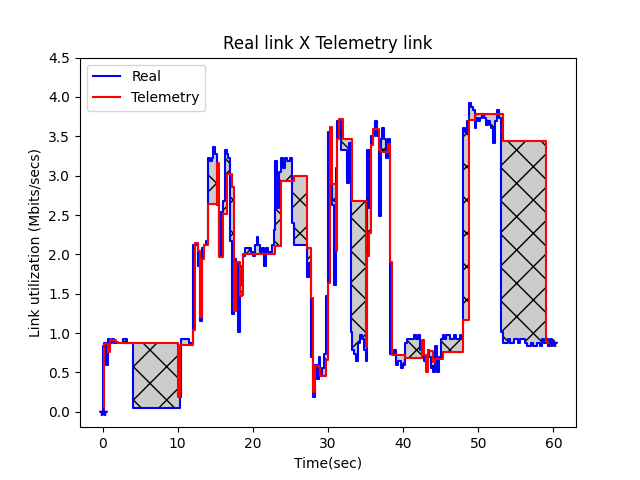 Real link X Telemetry link
Real
Telemetry
Link utilization (Mbits/secs)
4.5
4.0
3.5
3.0
2.5
2.0
1.5
1.0
0.5
0.0
0 10 20 30 40 50 60
Time(sec)